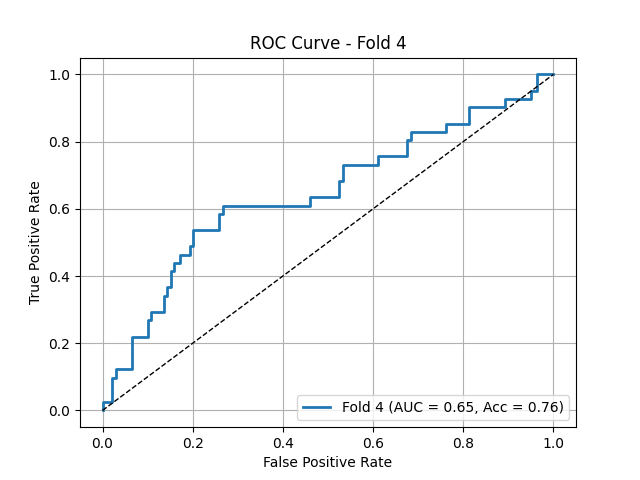 ROC Curve - Fold 4
True Positive Rate
1.0
0.8
0.6
0.4
0.2
0.0
Fold 4 (AUC = 0.65, Acc = 0.76)
0.0 0.2 0.4 0.6 0.8 1.0
False Positive Rate